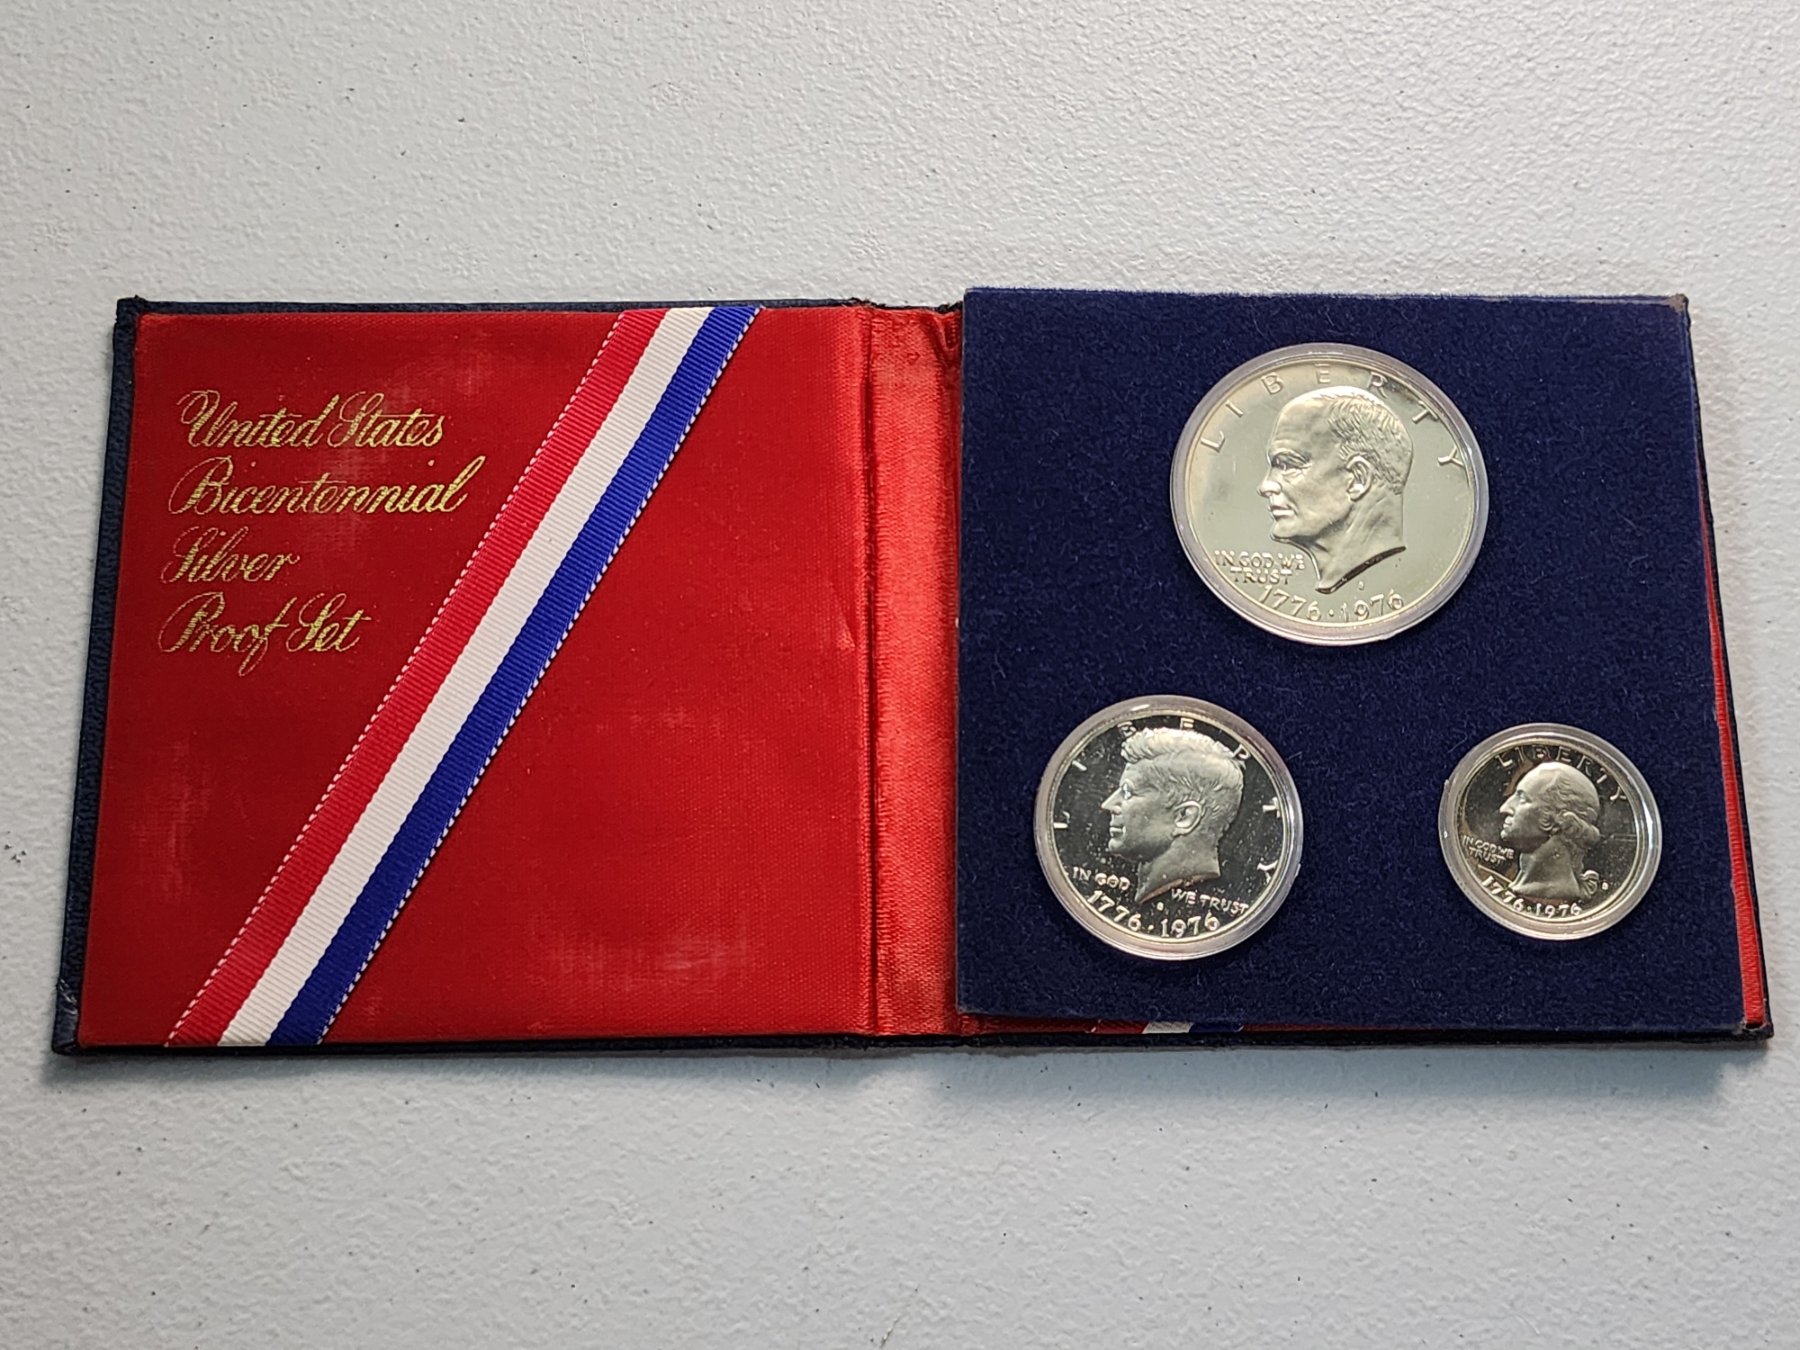 United States
Bicentennial
Silver
Proof Set
LIBERTY
IN GOD WE
TRUST
S
1776·1976
LIBERTY
IN GOD WE TRUST
S
1776·1976
LIBERTY
IN GOD WE
TRUST
S
1776·1976